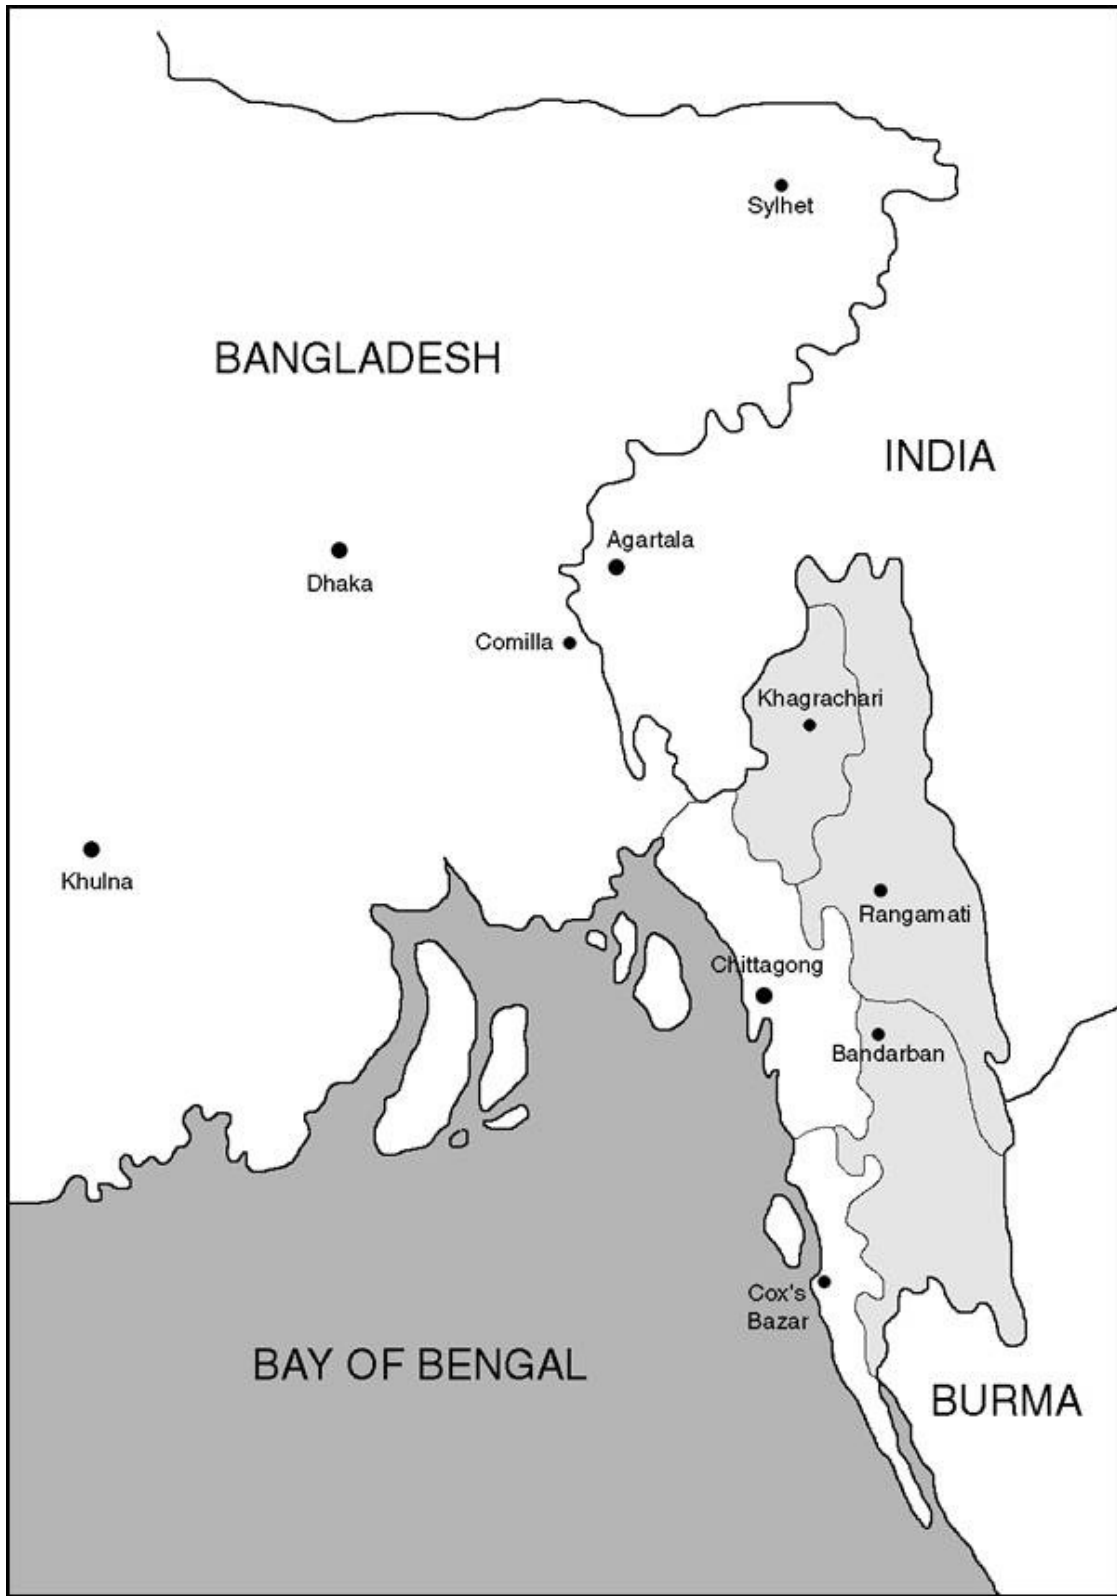 Sylhet
BANGLADESH
INDIA
Agartala
Dhaka
Comilla
Khagrachari
Khulna
Rangamati
Chittagong
Bandarban
Cox's
Bazar
BAY OF BENGAL
BURMA